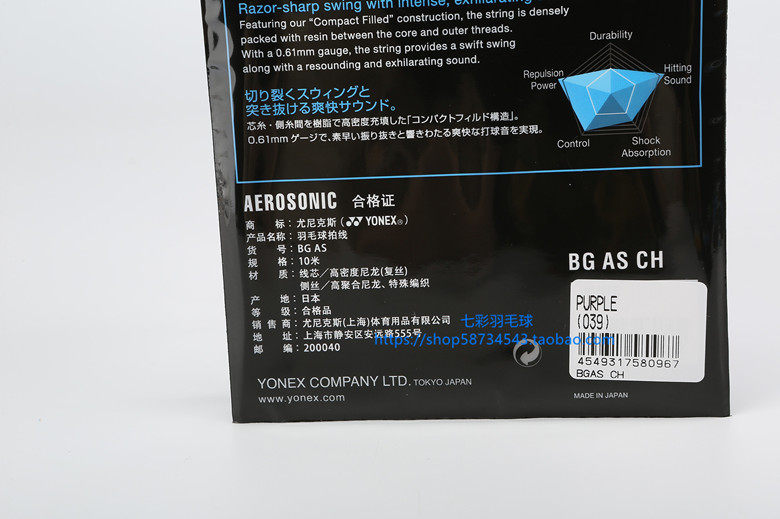 Razor-sharp swing with intense, exhilarating
Featuring our "Compact Filled" construction, the string is densely
packed with resin between the core and outer threads.
With a 0.61mm gauge, the string provides a swift swing
along with a resounding and exhilarating sound.
切り裂くスウィングと
突き抜ける爽快サウンド。
芯糸・側糸間を樹脂で高密度充填した「コンパクトフィルド構造」。
0.61mmゲージで、素早い振り抜きと響きわたる爽快な打球音を実現。
Durability
Repulsion
Power
Hitting
Sound
Control
Shock
Absorption
AEROSONIC 合格证
商 标：尤尼克斯（YONEX®）
产品名称：羽毛球拍线
货 号：BG AS
规 格：10米
材 质：线芯／高密度尼龙(复丝)
侧丝／高聚合尼龙、特殊编织
产 地：日本
等 级：合格品
销 售 商：尤尼克斯(上海)体育用品有限公司
地 址：上海市静安区安远路555号
邮 编：200040
七彩羽毛球
https://shop58734543.taobao.com
BG AS CH
PURPLE
(039)
4549317580967
BGAS CH
MADE IN JAPAN
YONEX COMPANY LTD. TOKYO JAPAN
www.yonex.com